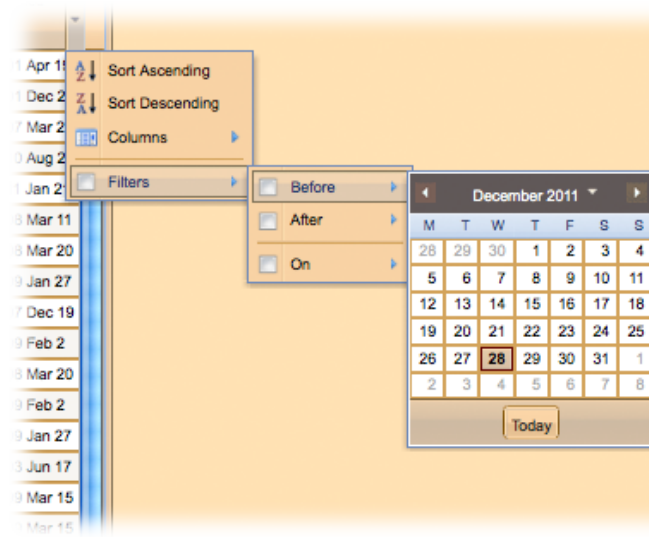 Apr 1
Sort Ascending
Dec 2
Sort Descending
Mar 2
Columns
Aug 2
Jan 2
Filters
Before
December 2011
Mar 11
After
M T W T F S S
Mar 20
28 29 30 1 2 3 4
Jan 27
On
5 6 7 8 9 10 11
Dec 19
12 13 14 15 16 17 18
Feb 2
19 20 21 22 23 24 25
Mar 20
26 27 28 29 30 31 1
2 3 4 5 6 7 8
Feb 2
Today
Jan 27
Jun 17
Mar 15
Mar 15